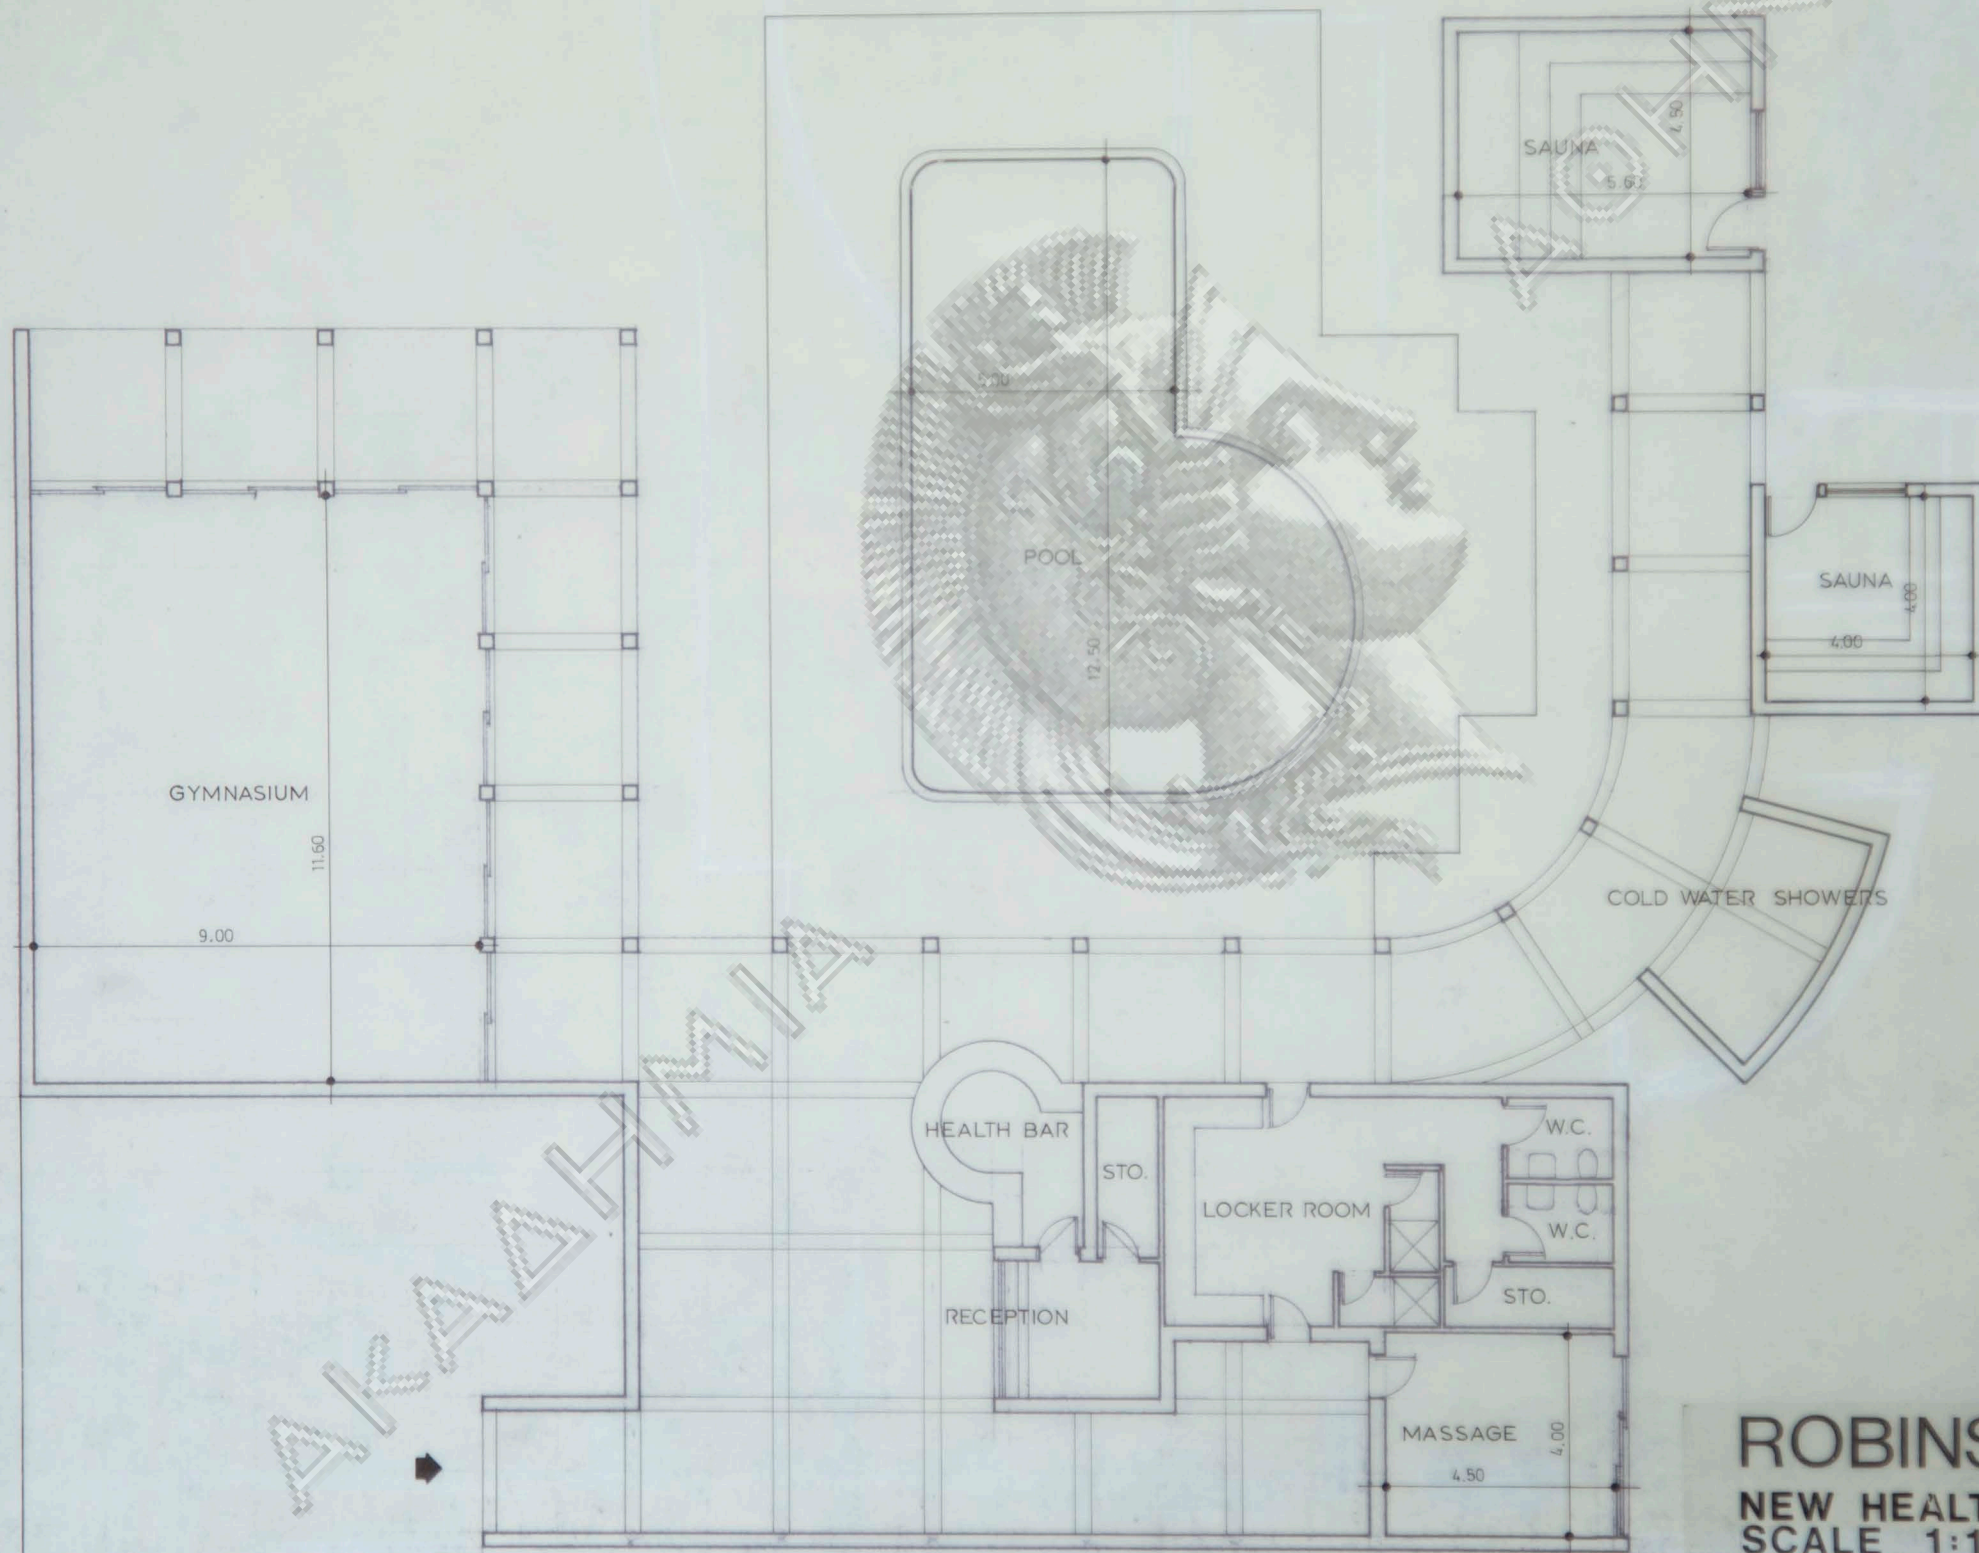 SAUNA
4.50
5.60
5.00
POOL
12.50
SAUNA
4.00
4.00
GYMNASIUM
11.60
9.00
COLD WATER SHOWERS
HEALTH BAR
STO.
LOCKER ROOM
W.C.
W.C.
STO.
RECEPTION
MASSAGE
4.00
4.50
ROBINS
NEW HEALT
SCALE 1:1